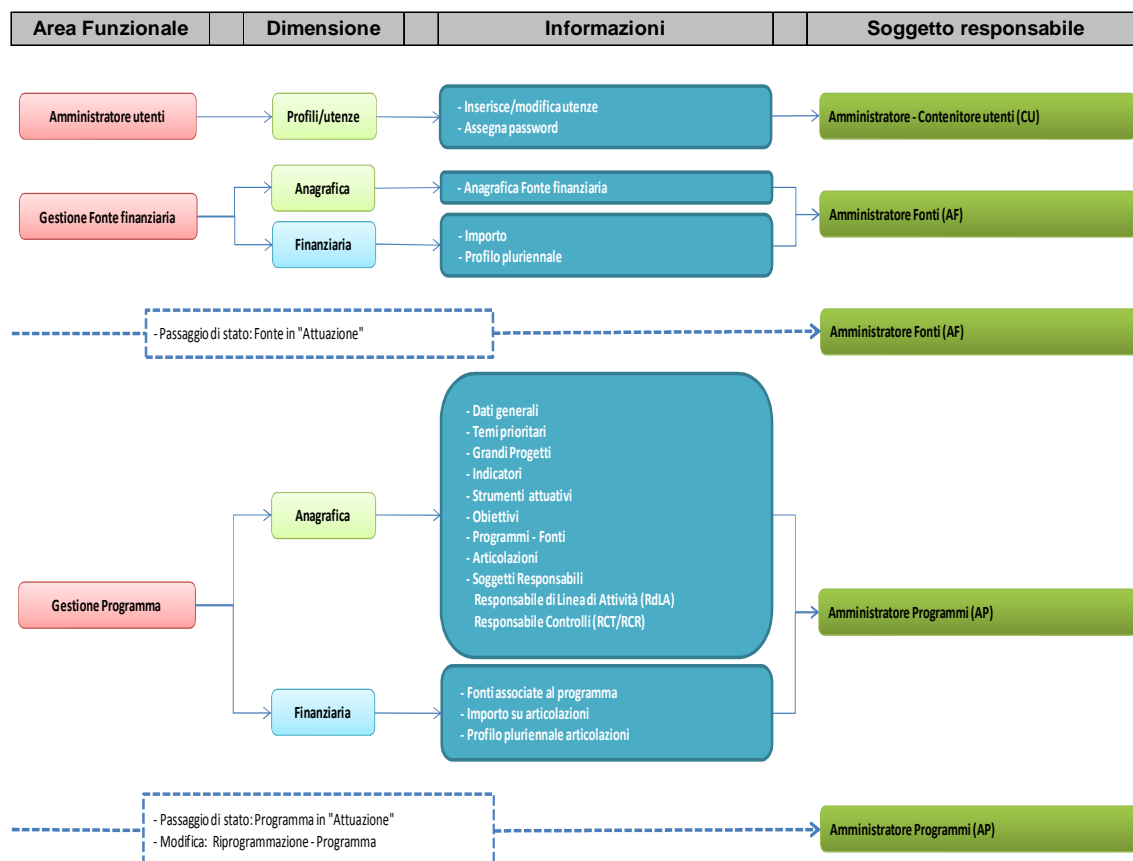 Area Funzionale Dimensione Informazioni Soggetto responsabile
Amministratore utenti
Profili/utenze
- Inserisce/modifica utenze
- Assegna password
Amministratore - Contenitore utenti (CU)
Gestione Fonte finanziaria
Anagrafica
- Anagrafica Fonte finanziaria
Finanziaria
- Importo
- Profilo pluriennale
Amministratore Fonti (AF)
- Passaggio di stato: Fonte in "Attuazione"
Amministratore Fonti (AF)
Gestione Programma
Anagrafica
- Dati generali
- Temi prioritari
- Grandi Progetti
- Indicatori
- Strumenti attuativi
- Obiettivi
- Programmi - Fonti
- Articolazioni
- Soggetti Responsabili
Responsabile di Linea di Attività (RdLA)
Responsabile Controlli (RCT/RCR)
Finanziaria
- Fonti associate al programma
- Importo su articolazioni
- Profilo pluriennale articolazioni
Amministratore Programmi (AP)
- Passaggio di stato: Programma in "Attuazione"
- Modifica: Riprogrammazione - Programma
Amministratore Programmi (AP)